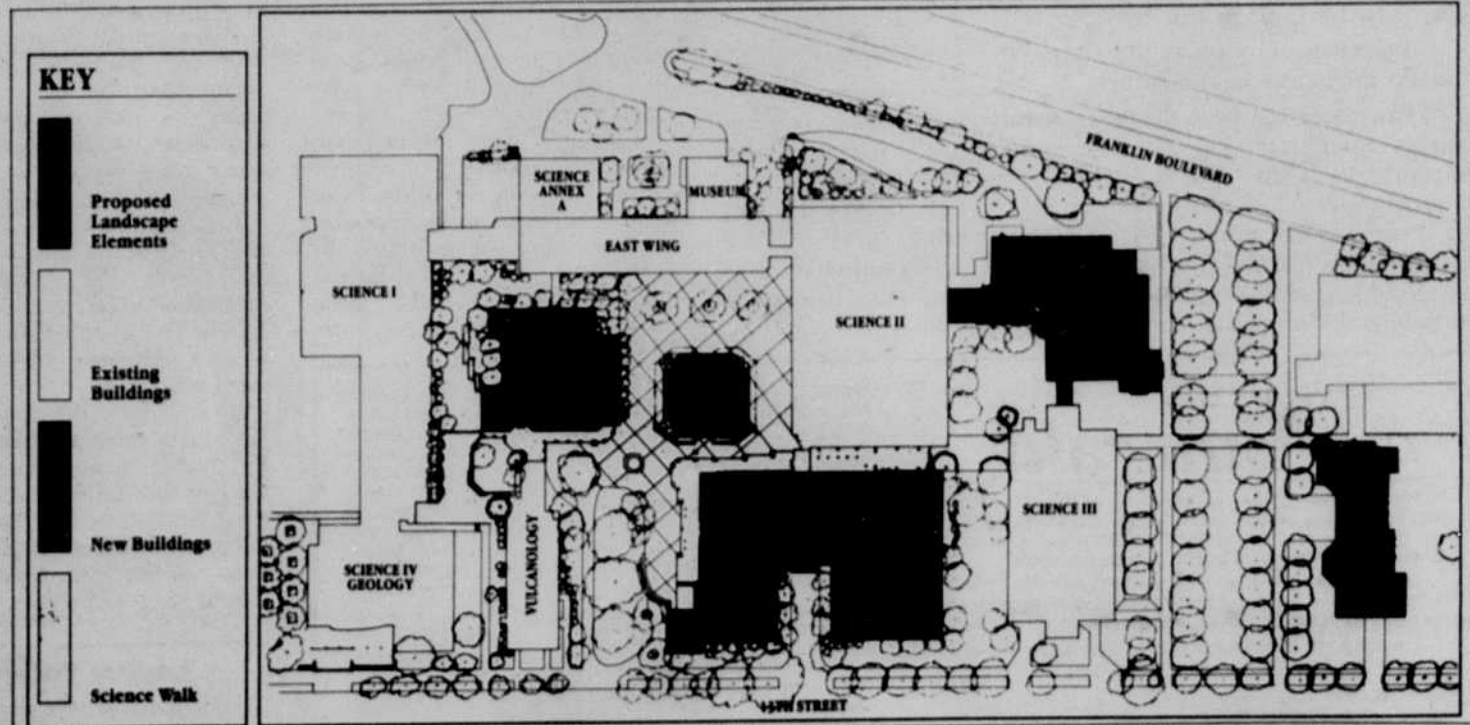 KEY
Proposed
Landscape
Elements
Existing
Buildings
New Buildings
Science Walk
FRANKLIN BOULEVARD
SCIENCE
ANNEX
A
MUSEUM
EAST WING
SCIENCE I
SCIENCE II
SCIENCE III
SCIENCE IV
GEOLOGY
VULCANOLOGY
13TH STREET